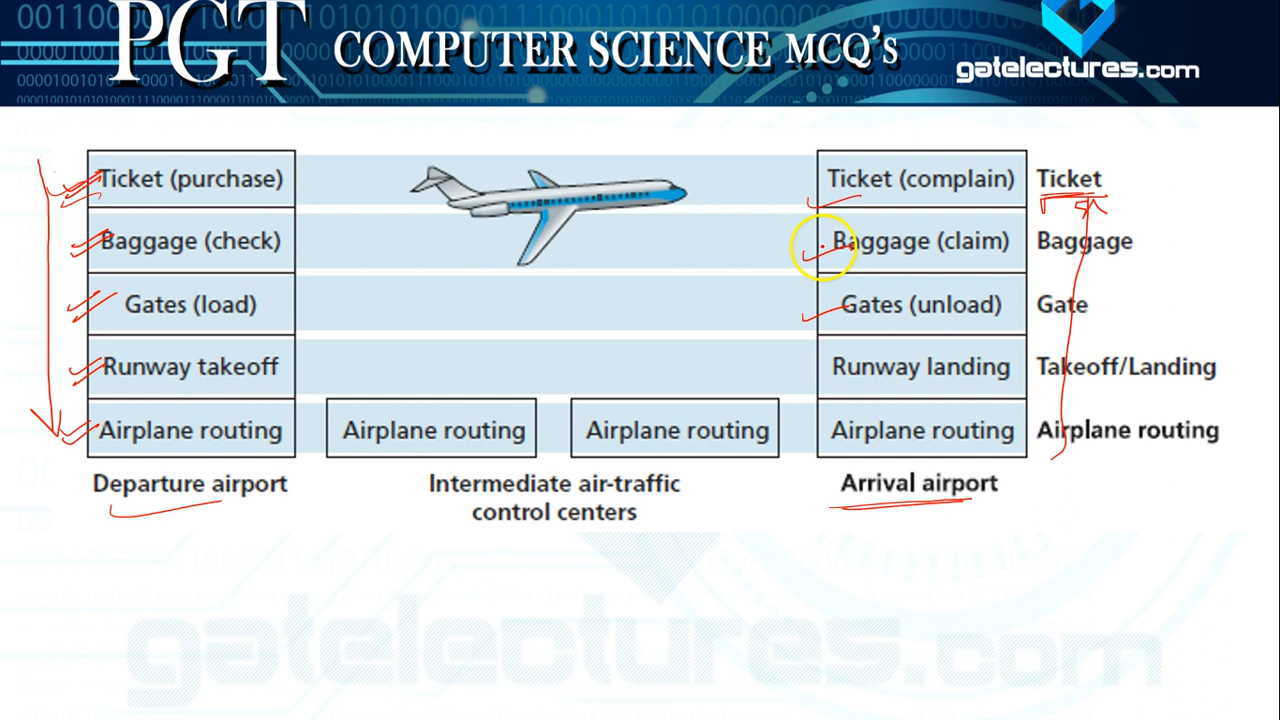 PGT COMPUTER SCIENCE MCQ's
gatelectures.com
Ticket (purchase) Ticket (complain) Ticket
Baggage (check) Baggage (claim) Baggage
Gates (load) Gates (unload) Gate
Runway takeoff Runway landing Takeoff/Landing
Airplane routing Airplane routing Airplane routing Airplane routing Airplane routing
Departure airport Intermediate air-traffic Arrival airport
control centers
gatelectures.com